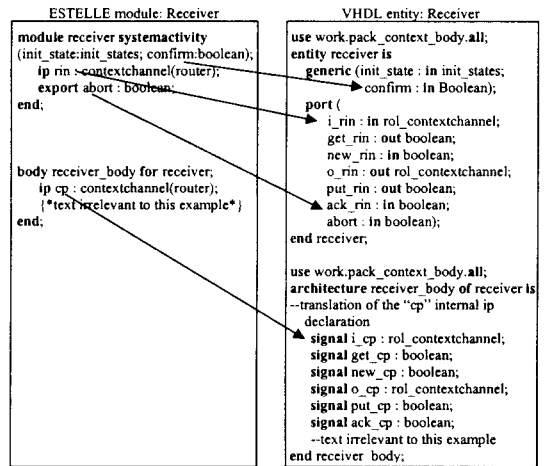 ESTELLE module: Receiver
module receiver systemactivity
(init_state:init_states; confirm:boolean);
ip rin : contextchannel(router);
export abort : boolean;
end;
body receiver_body for receiver;
ip cp : contextchannel(router);
{*text irrelevant to this example*}
end;
VHDL entity: Receiver
use work.pack_context_body.all;
entity receiver is
generic (init_state : in init_states;
confirm : in Boolean);
port (
i_rin : in rol_contextchannel;
get_rin : out boolean;
new_rin : in boolean;
o_rin : out rol_contextchannel;
put_rin : out boolean;
ack_rin : in boolean;
abort : in boolean);
end receiver;
use work.pack_context_body.all;
architecture receiver_body of receiver is
--translation of the "cp" internal ip
declaration
signal i_cp : rol_contextchannel;
signal get_cp : boolean;
signal new_cp : boolean;
signal o_cp : rol_contextchannel;
signal put_cp : boolean;
signal ack_cp : boolean;
--text irrelevant to this example
end receiver_body;